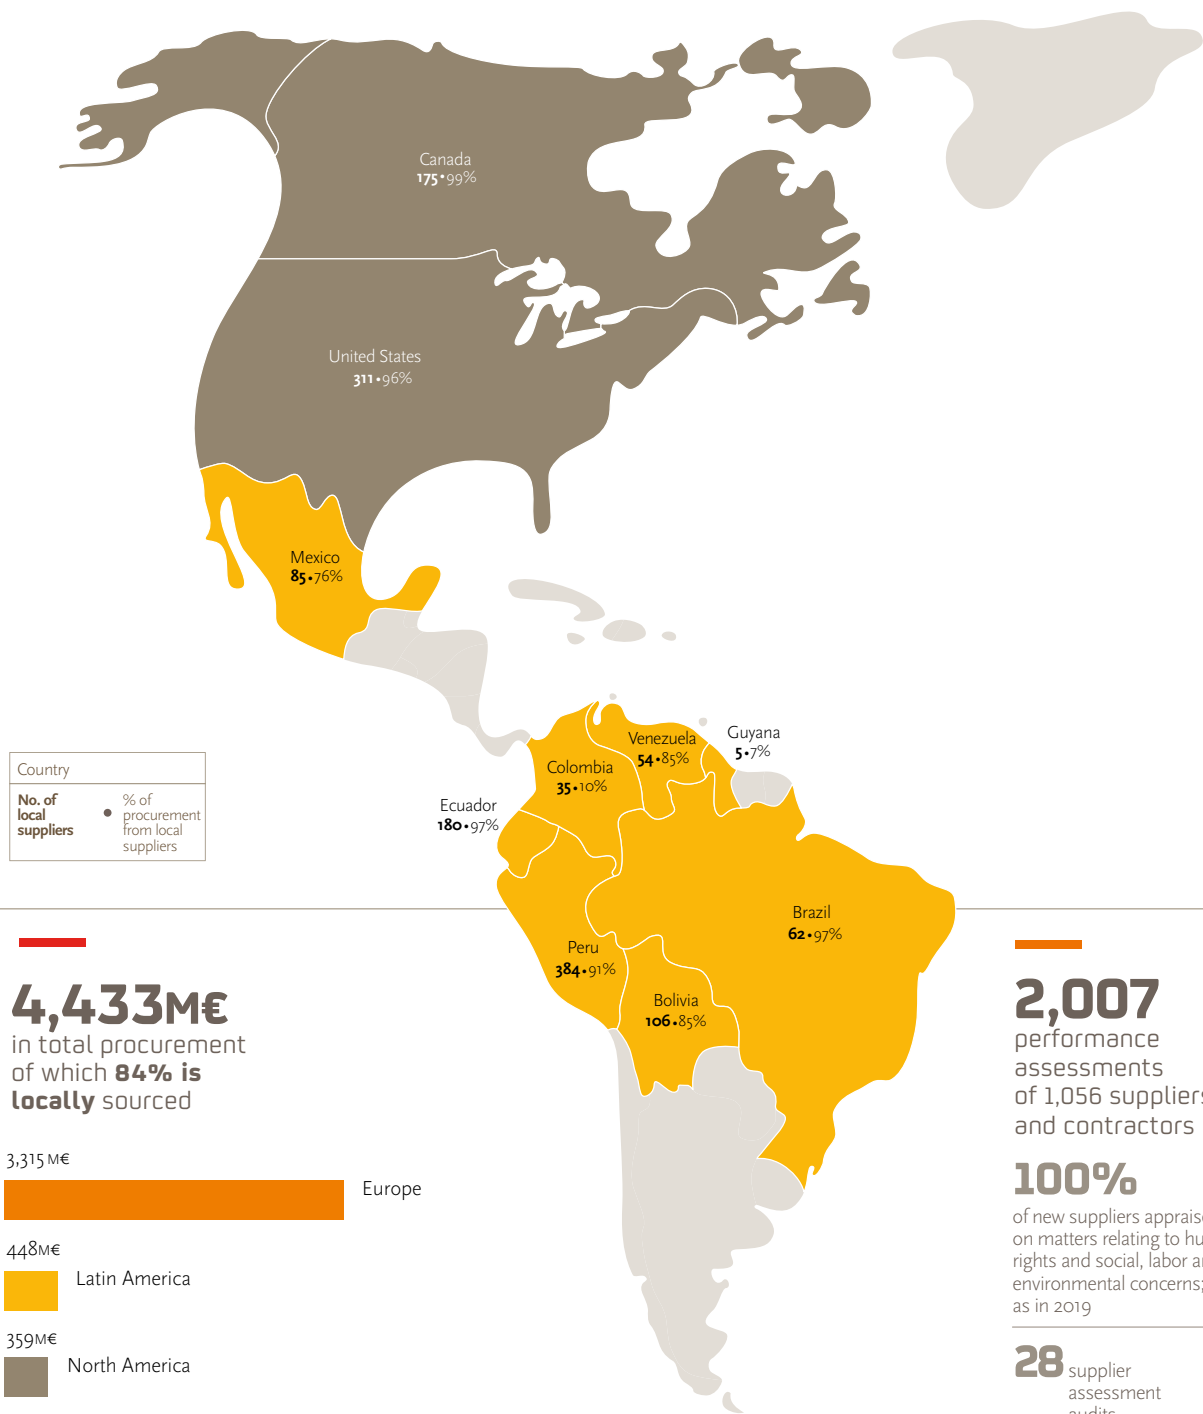 Canada
175•99%
United States
311•96%
Mexico
85•76%
Venezuela
54•85%
Guyana
5•7%
Colombia
35•10%
Ecuador
180•97%
Country
No. of
local
suppliers
• % of
procurement
from local
suppliers
Brazil
62•97%
Peru
384•91%
Bolivia
106•85%
4,433M€
in total procurement
of which 84% is
locally sourced
3,315 M€
Europe
448M€
Latin America
359M€
North America
2,007
performance
assessments
of 1,056 suppliers
and contractors
100%
of new suppliers
on matters relating to
rights and social, labor
environmental concerns;
as in 2019
28 supplier
assessment
audits